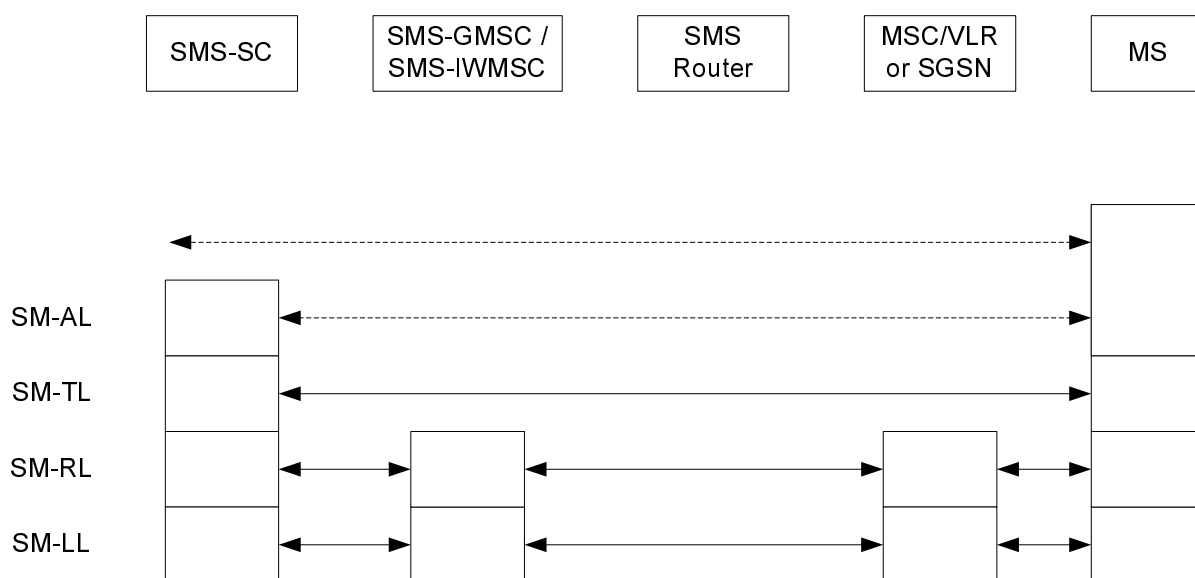 SMS-SC
SMS-GMSC /
SMS-IWMSC
SMS
Router
MSC/VLR
or SGSN
MS
SM-AL
SM-TL
SM-RL
SM-LL